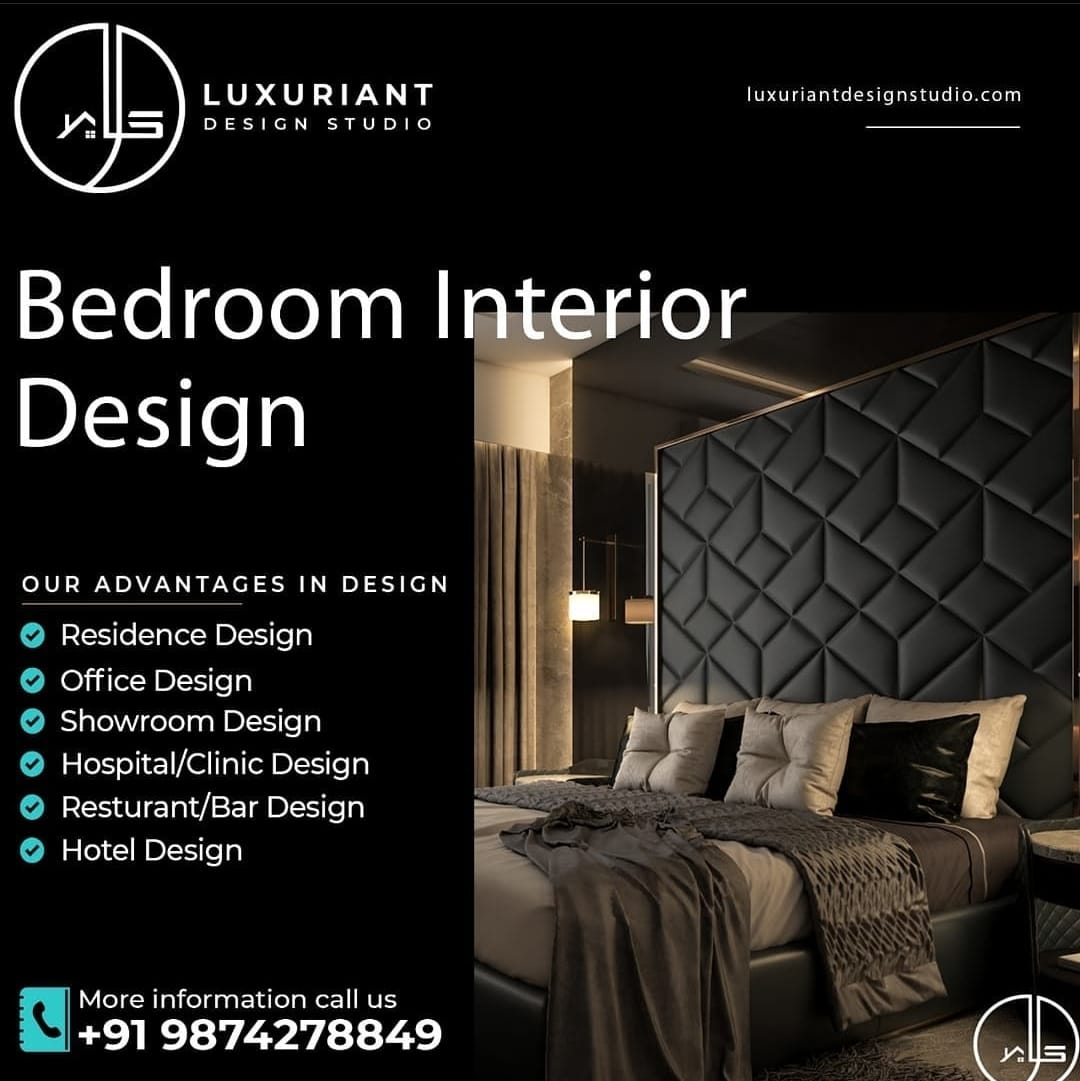 LUXURIANT
DESIGN STUDIO
luxuriantdesignstudio.com
Bedroom Interior
Design
OUR ADVANTAGES IN DESIGN
Residence Design
Office Design
Showroom Design
Hospital/Clinic Design
Resturant/Bar Design
Hotel Design
More information call us
+91 9874278849